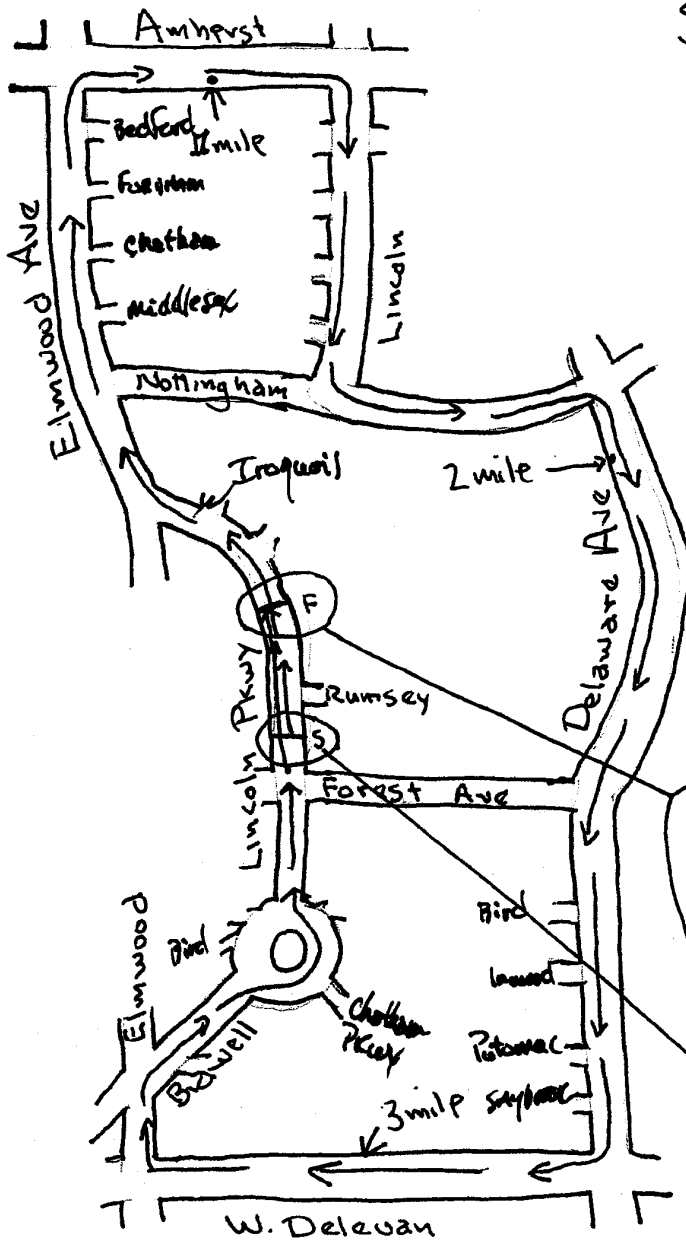 Amherst
Bedford
1 mile
Chatham
Middlesex
Elmwood Ave
Lincoln
Nottingham
Iroquois
2 mile
Delaware Ave
F
Lincoln Pkwy
Rumsey
S
Forest Ave
Elmwood
Bird
Bird
Chatham
Pkwy
Bidwell
Potomac
3 mile
W. Delevan